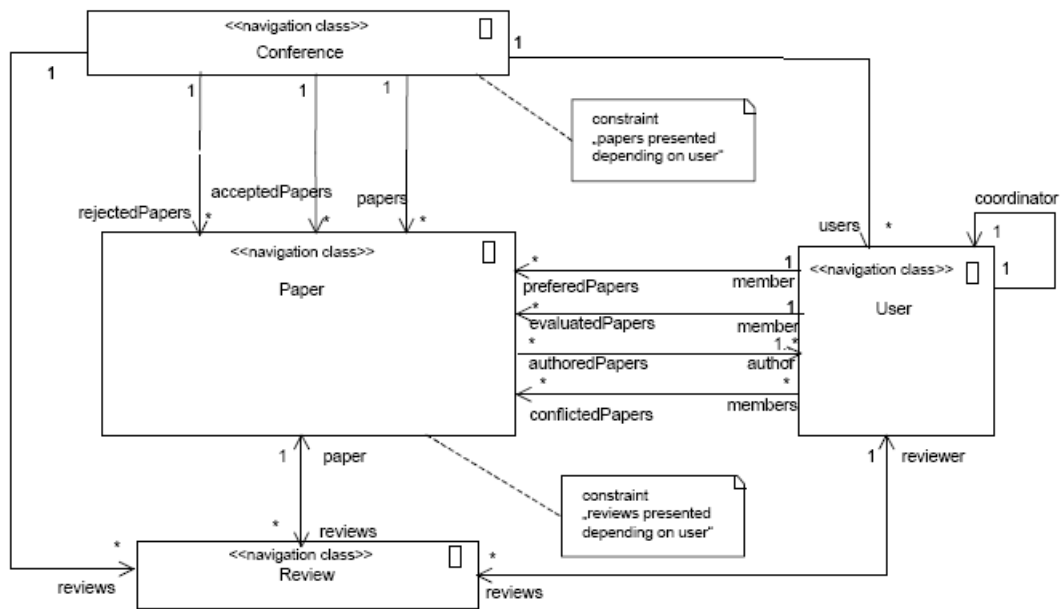 <<navigation class>>
Conference
1
1
1
1
1
constraint
„papers presented
depending on user"
rejectedPapers
*
acceptedPapers
*
papers
*
users
*
coordinator
1
1
<<navigation class>>
Paper
<<navigation class>>
User
*
preferedPapers
1
member
*
evaluatedPapers
1
member
*
authoredPapers
1..*
author
*
conflictedPapers
*
members
1
paper
constraint
„reviews presented
depending on user"
1
reviewer
*
reviews
*
reviews
<<navigation class>>
Review
*
reviews